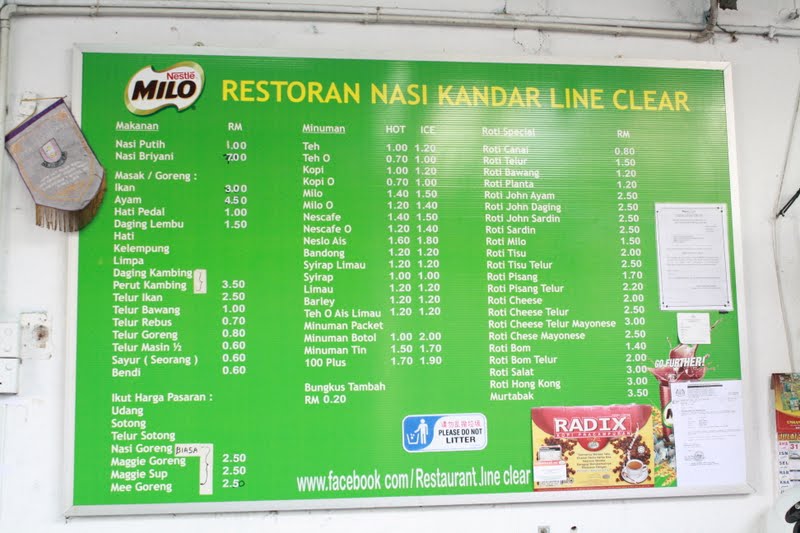 Nestlé
MILO
RESTORAN NASI KANDAR LINE CLEAR
Makanan RM
Nasi Putih 1.00
Nasi Briyani 7.00
Masak / Goreng :
Ikan 3.00
Ayam 4.50
Hati Pedal 1.00
Daging Lembu 1.50
Hati
Kelempung
Limpa
Daging Kambing
Perut Kambing 3.50
Telur Ikan 2.50
Telur Bawang 1.00
Telur Rebus 0.70
Telur Goreng 0.80
Telur Masin ½ 0.60
Sayur ( Seorang ) 0.60
Bendi 0.60
Ikut Harga Pasaran :
Udang
Sotong
Telur Sotong
Nasi Goreng BIASA
Maggie Goreng 2.50
Maggie Sup 2.50
Mee Goreng 2.50
Minuman HOT ICE
Teh 1.00 1.20
Teh O 0.70 1.00
Kopi 1.00 1.20
Kopi O 0.70 1.00
Milo 1.40 1.50
Milo O 1.20 1.40
Nescafe 1.40 1.50
Nescafe O 1.20 1.40
Neslo Ais 1.60 1.80
Bandong 1.20 1.20
Syirap Limau 1.20 1.20
Syirap 1.00 1.00
Limau 1.20 1.20
Barley 1.20 1.20
Teh O Ais Limau 1.20 1.20
Minuman Packet
Minuman Botol 1.00 2.00
Minuman Tin 1.50 1.70
100 Plus 1.70 1.90
Bungkus Tambah
RM 0.20
Roti Special RM
Roti Canai 0.80
Roti Telur 1.50
Roti Bawang 1.20
Roti Planta 1.20
Roti John Ayam 2.50
Roti John Daging 2.50
Roti John Sardin 2.50
Roti Sardin 2.50
Roti Milo 1.50
Roti Tisu 2.00
Roti Tisu Telur 2.50
Roti Pisang 1.70
Roti Pisang Telur 2.20
Roti Cheese 2.00
Roti Cheese Telur 2.50
Roti Cheese Telur Mayonese 3.00
Roti Chese Mayonese 2.50
Roti Bom 1.40
Roti Bom Telur 2.00
Roti Salat 3.00
Roti Hong Kong 3.00
Murtabak 3.50
GO FURTHER!
PLEASE DO NOT
LITTER
RADIX
www.facebook com/Restaurant.line clear
31